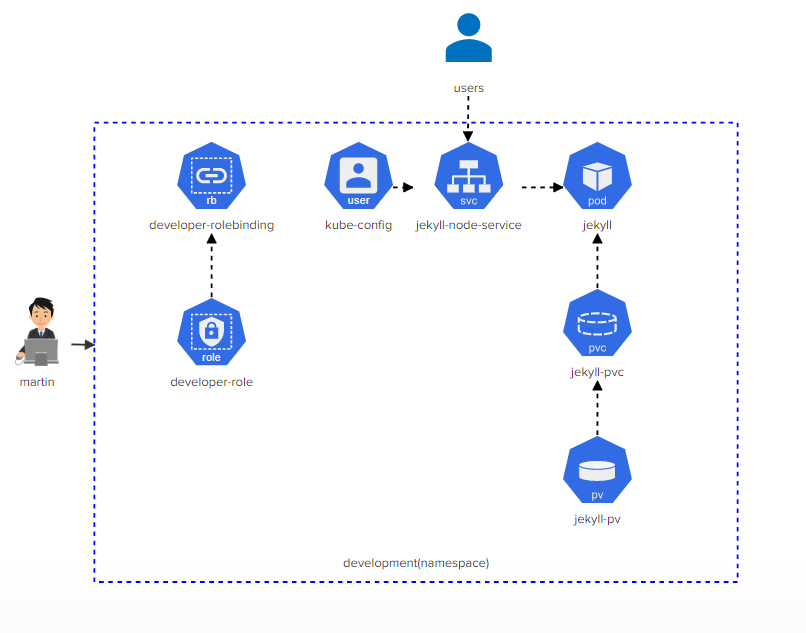 users
rb
user
svc
pod
developer-rolebinding
kube-config
jekyll-node-service
jekyll
role
pvc
martin
developer-role
jekyll-pvc
pv
jekyll-pv
development(namespace)